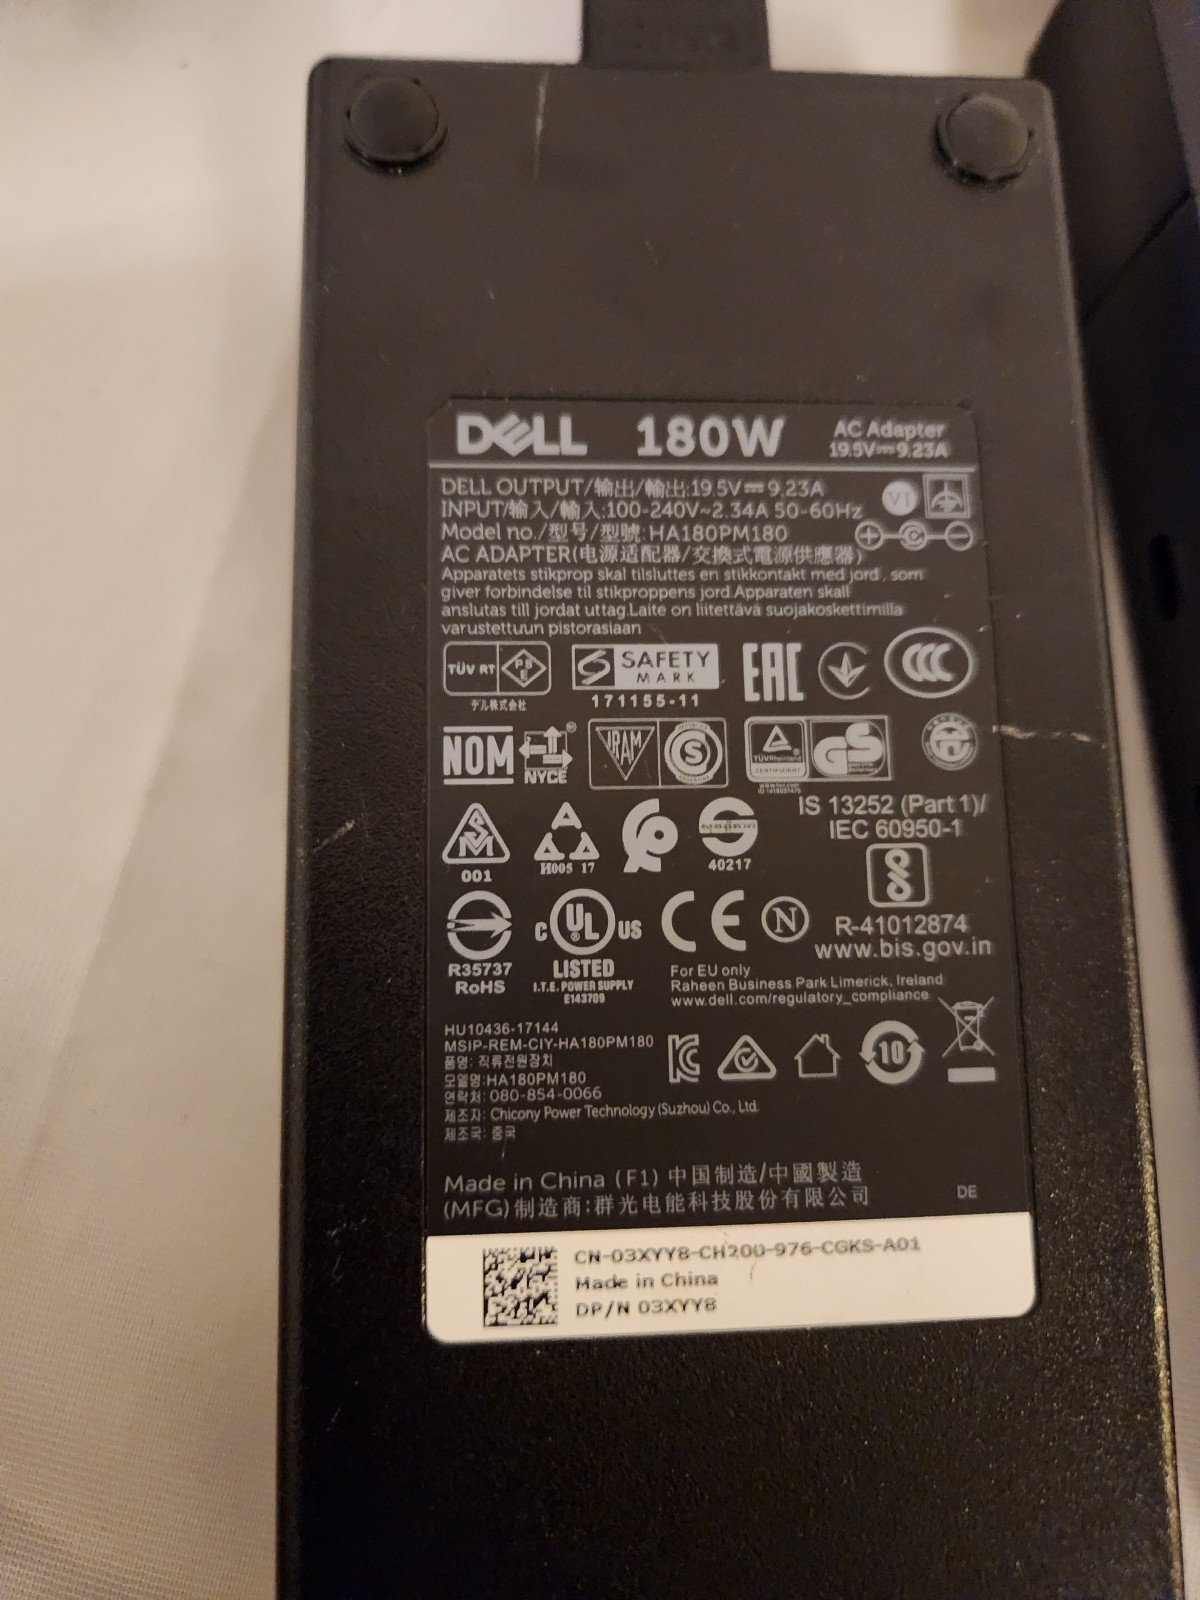 DELL 180W AC Adapter
19.5V⎓9.23A
DELL OUTPUT/输出/輸出:19.5V⎓9.23A
INPUT/输入/輸入:100-240V~2.34A 50-60Hz
VI
Model no./型号/型號: HA180PM180
AC ADAPTER(电源适配器/交換式電源供應器)
Apparatets stikprop skal tilsluttes en stikkontakt med jord, som
giver forbindelse til stikproppens jord.Apparaten skall
anslutas till jordat uttag.Laite on liitettävä suojakoskettimilla
varustettuun pistorasiaan
TÜV RT PSE
デル株式会社
SAFETY
MARK
171155-11
EAC
CCC
NOM
NYCE
IRAM
S
TÜVRheinland
CERTIFICADO
GS
IS 13252 (Part 1)/
IEC 60950-1
001
H005 17
40217
R-41012874
www.bis.gov.in
R35737
RoHS
C UL US
LISTED
I.T.E. POWER SUPPLY
E143709
CE
N
For EU only
Raheen Business Park Limerick, Ireland
www.dell.com/regulatory_compliance
HU10436-17144
MSIP-REM-CIY-HA180PM180
품명: 직류전원장치
모델명:HA180PM180
연락처: 080-854-0066
제조자: Chicony Power Technology (Suzhou) Co., Ltd.
제조국: 중국
10
Made in China (F1) 中国制造/中國製造
(MFG)制造商:群光电能科技股份有限公司
DE
CN-03XYY8-CH200-976-CGKS-A01
Made in China
DP/N 03XYY8